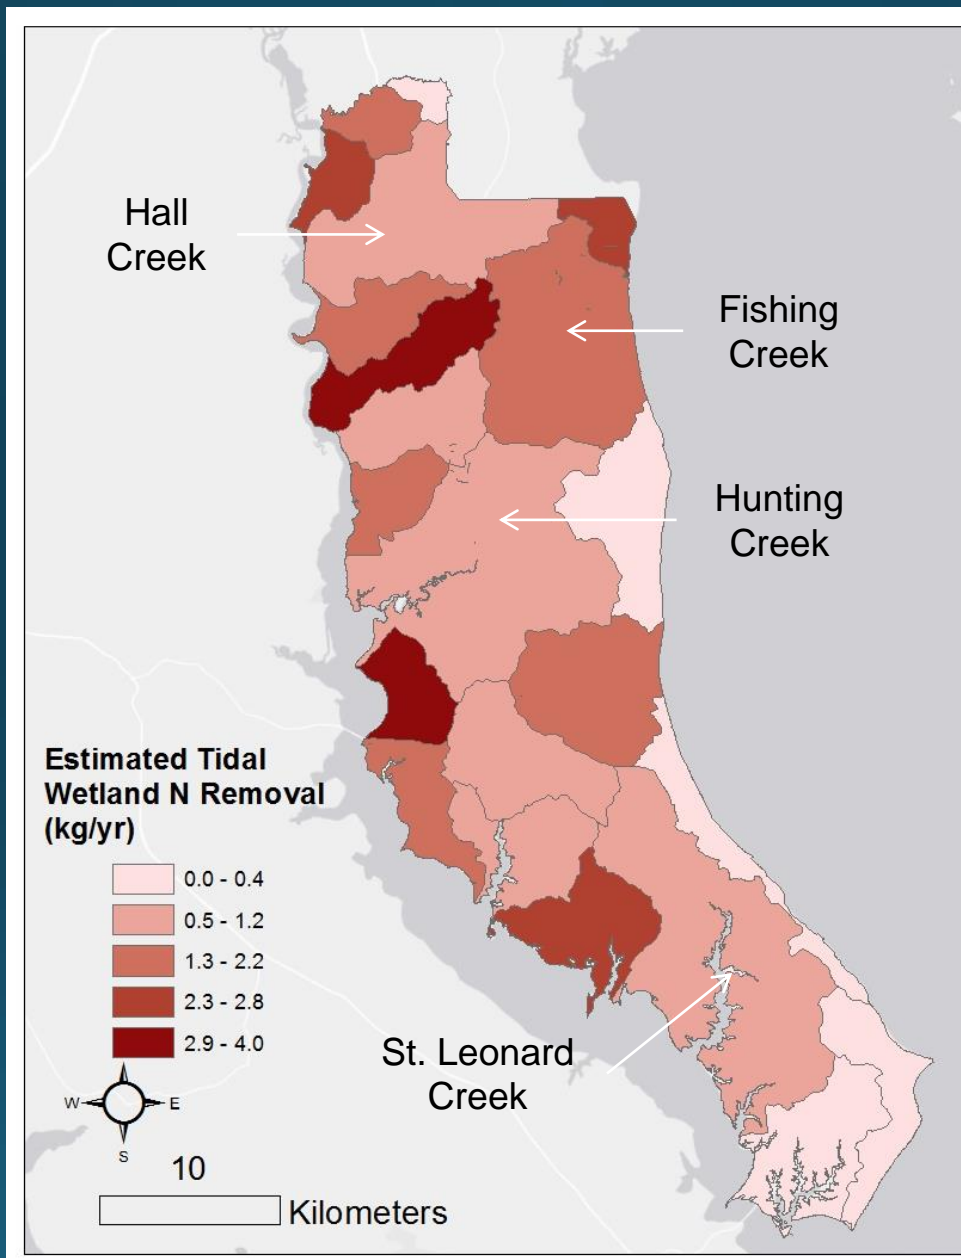 Hall
Creek
Fishing
Creek
Hunting
Creek
Estimated Tidal
Wetland N Removal
(kg/yr)
0.0 - 0.4
0.5 - 1.2
1.3 - 2.2
2.3 - 2.8
2.9 - 4.0
St. Leonard
Creek
W
E
S
10
Kilometers